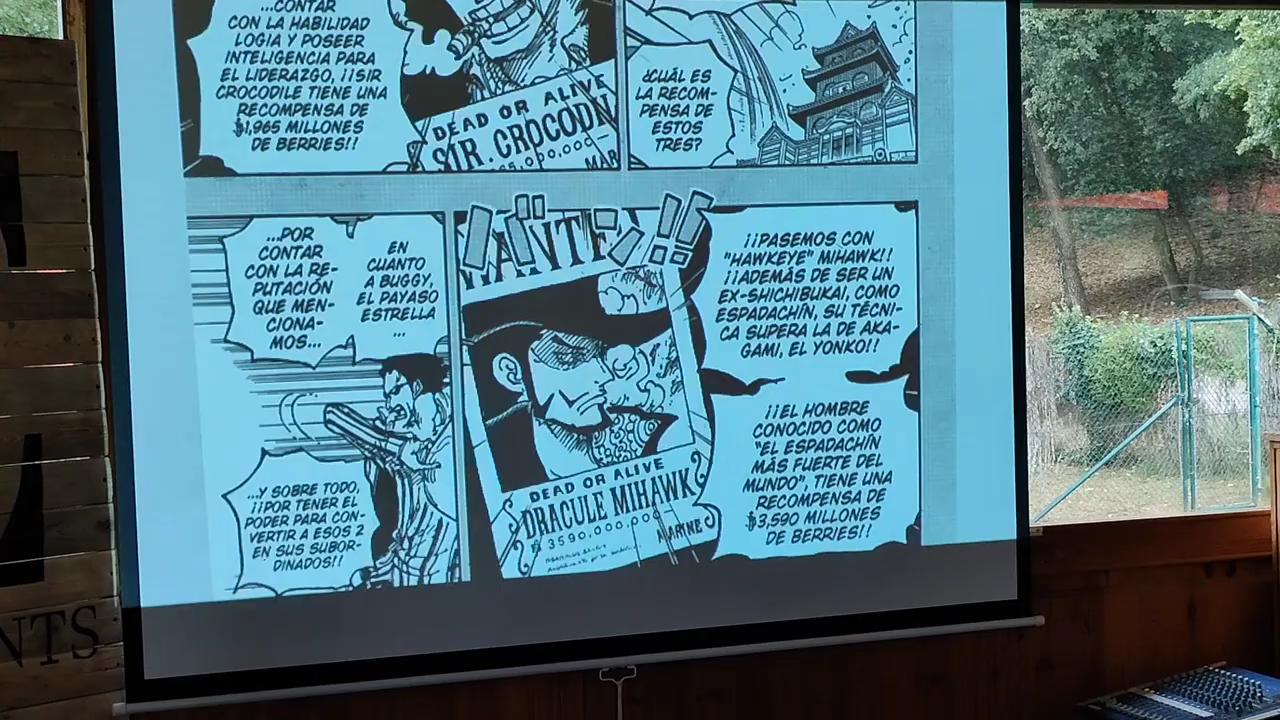 ...CONTAR
CON LA HABILIDAD
LOGIA Y POSEER
INTELIGENCIA PARA
EL LIDERAZGO, ¡¡SIR
CROCODILE TIENE UNA
RECOMPENSA DE
฿1,965 MILLONES
DE BERRIES!!
DEAD OR ALIVE
SIR. CROCOD
MAR
¿CUÁL ES
LA RECOM-
PENSA DE
ESTOS
TRES?
...POR
CONTAR
CON LA RE-
PUTACIÓN
QUE MEN-
CIONA-
MOS...
EN
CUANTO
A BUGGY,
EL PAYASO
ESTRELLA
...
...Y SOBRE TODO,
¡¡POR TENER EL
PODER PARA CON-
VERTIR A ESOS 2
EN SUS SUBOR-
DINADOS!!
WANTE
DEAD OR ALIVE
DRACULE MIHAWK
฿3590,000,000
MARINE
¡¡PASEMOS CON
"HAWKEYE" MIHAWK!!
¡¡ADEMÁS DE SER UN
EX-SHICHIBUKAI, COMO
ESPADACHÍN, SU TÉCNI-
CA SUPERA LA DE AKA-
GAMI, EL YONKO!!
¡¡EL HOMBRE
CONOCIDO COMO
"EL ESPADACHÍN
MÁS FUERTE DEL
MUNDO", TIENE UNA
RECOMPENSA DE
฿3,590 MILLONES
DE BERRIES!!
NTS